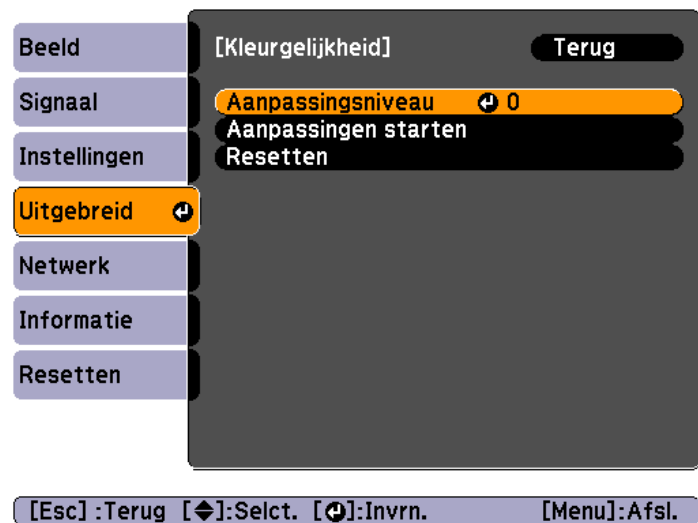 Beeld
Signaal
Instellingen
Uitgebreid
Netwerk
Informatie
Resetten
[Kleurgelijkheid] Terug
Aanpassingsniveau 0
Aanpassingen starten
Resetten
[Esc] :Terug [◆]:Selct. [↵]:Invrn. [Menu]:Afsl.